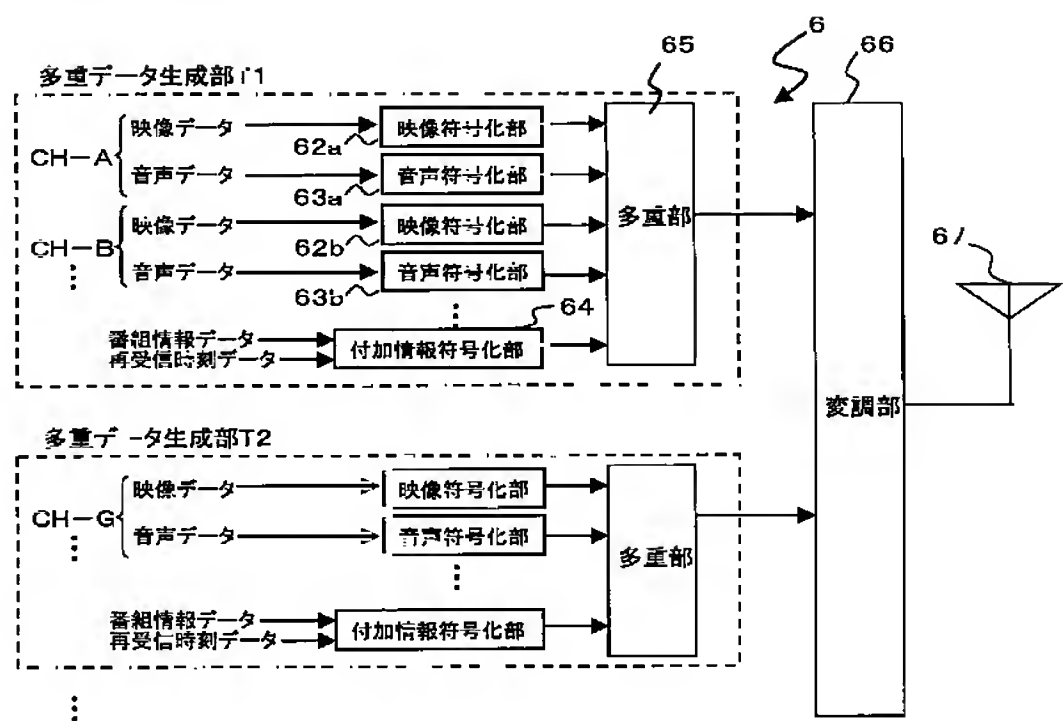 6
65
66
多重データ生成部T1
CH-A
映像データ
62a
映像符号化部
音声データ
63a
音声符号化部
CH-B
映像データ
62b
映像符号化部
音声データ
63b
音声符号化部
64
番組情報データ
再受信時刻データ
付加情報符号化部
多重部
67
変調部
多重データ生成部T2
CH-G
映像データ
映像符号化部
音声データ
音声符号化部
番組情報データ
再受信時刻データ
付加情報符号化部
多重部